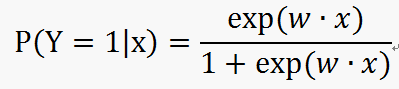 P(Y = 1|x) = exp(w · x) / 1 + exp(w · x)